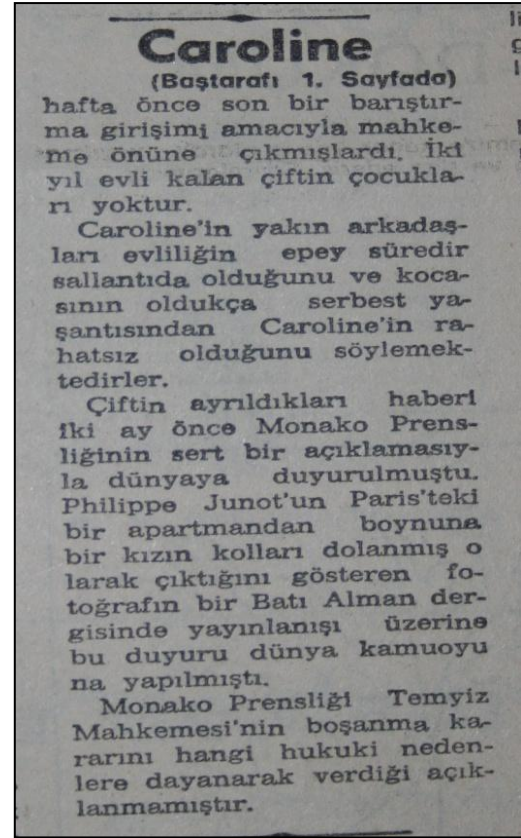 Caroline
(Baştarafı 1. Sayfada)
hafta önce son bir barıştır-
ma girişimi amacıyla mahke-
me önüne çıkmışlardı. İki
yıl evli kalan çiftin çocukla-
rı yoktur.
Caroline'in yakın arkadaş-
ları evliliğin epey süredir
sallantıda olduğunu ve koca-
sının oldukça serbest ya-
şantısından Caroline'in ra-
hatsız olduğunu söylemek-
tedirler.
Çiftin ayrıldıkları haberi
iki ay önce Monako Prens-
liğinin sert bir açıklamasıy-
la dünyaya duyurulmuştu.
Philippe Junot'un Paris'teki
bir apartmandan boynuna
bir kızın kolları dolanmış o
larak çıktığını gösteren fo-
toğrafın bir Batı Alman der-
gisinde yayınlanışı üzerine
bu duyuru dünya kamuoyu
na yapılmıştı.
Monako Prensliği Temyiz
Mahkemesi'nin boşanma ka-
rarını hangi hukuki neden-
lere dayanarak verdiği açık-
lanmamıştır.